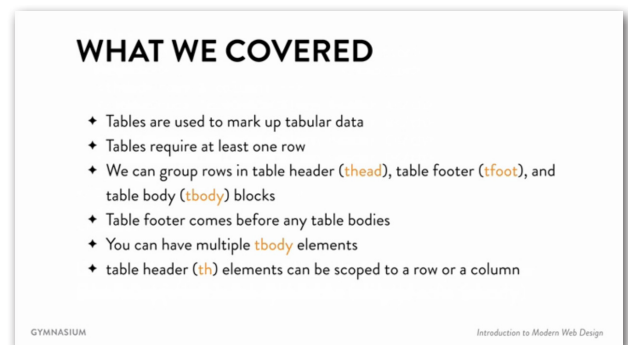 WHAT WE COVERED
✦ Tables are used to mark up tabular data
✦ Tables require at least one row
✦ We can group rows in table header (thead), table footer (tfoot), and
table body (tbody) blocks
✦ Table footer comes before any table bodies
✦ You can have multiple tbody elements
✦ table header (th) elements can be scoped to a row or a column
GYMNASIUM
Introduction to Modern Web Design